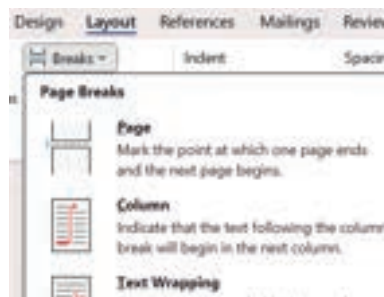 Design Layout References Mailings Review
Breaks Indent Spacin
Page Breaks
Page
Mark the point at which one page ends
and the next page begins.
Column
Indicate that the text following the column
break will begin in the next column.
Text Wrapping